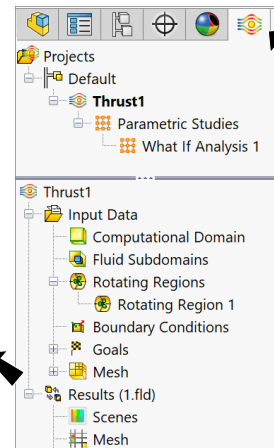 Projects
Default
Thrust1
Parametric Studies
What If Analysis 1
Thrust1
Input Data
Computational Domain
Fluid Subdomains
Rotating Regions
Rotating Region 1
Boundary Conditions
Goals
Mesh
Results (1.fld)
Scenes
Mesh